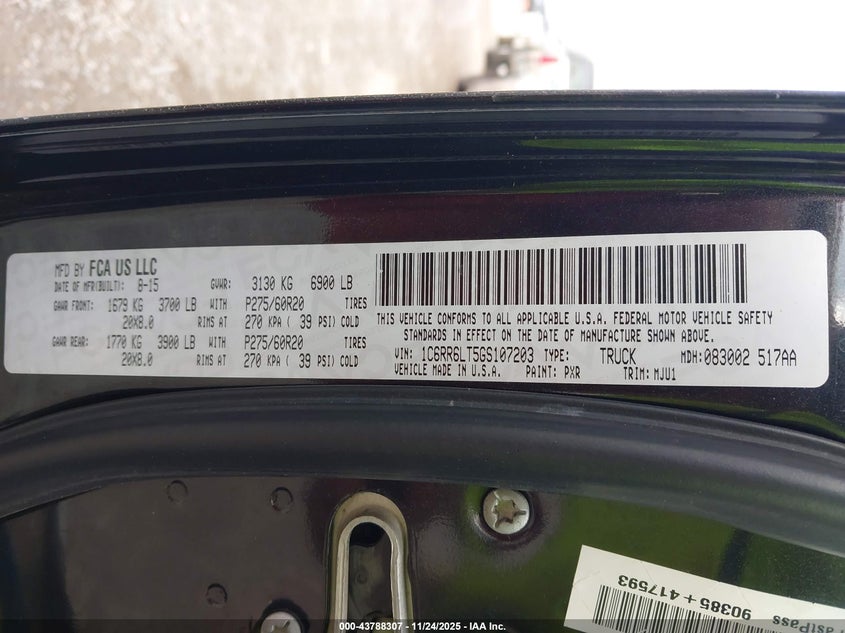 MFD BY FCA US LLC
DATE OF MFR(BUILT): 8-15 GVWR: 3130 KG 6900 LB
GAWR FRONT: 1679 KG 3700 LB WITH P275/60R20 TIRES
20X8.0 RIMS AT 270 KPA ( 39 PSI) COLD
GAWR REAR: 1770 KG 3900 LB WITH P275/60R20 TIRES
20X8.0 RIMS AT 270 KPA ( 39 PSI) COLD
THIS VEHICLE CONFORMS TO ALL APPLICABLE U.S.A. FEDERAL MOTOR VEHICLE SAFETY
STANDARDS IN EFFECT ON THE DATE OF MANUFACTURE SHOWN ABOVE.
VIN: 1C6RR6LT5GS107203 TYPE: TRUCK MDH:083002 517AA
VEHICLE MADE IN U.S.A. PAINT: PXR TRIM: MJU1
90385+417593
000-43788307 - 11/24/2025 - IAA Inc.